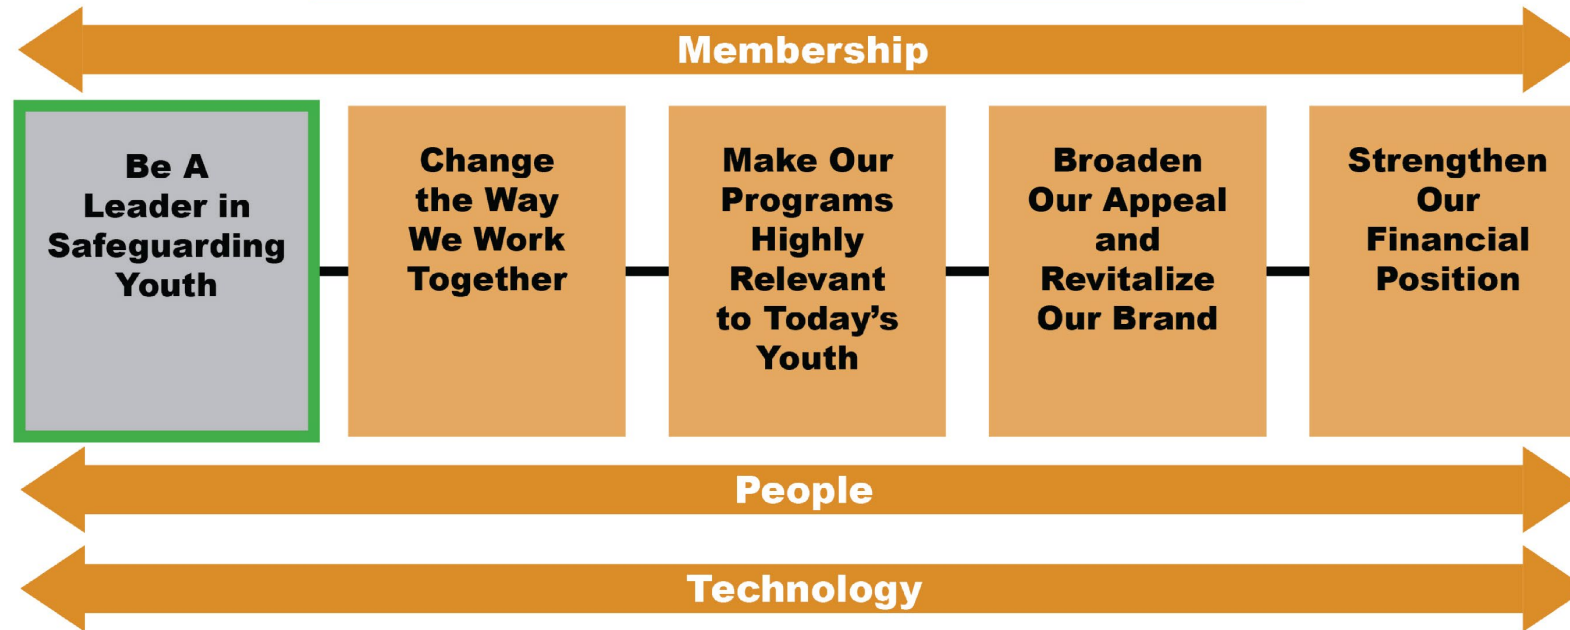 Membership
Be A
Leader in
Safeguarding
Youth
Change
the Way
We Work
Together
Make Our
Programs
Highly
Relevant
to Today’s
Youth
Broaden
Our Appeal
and
Revitalize
Our Brand
Strengthen
Our
Financial
Position
People
Technology